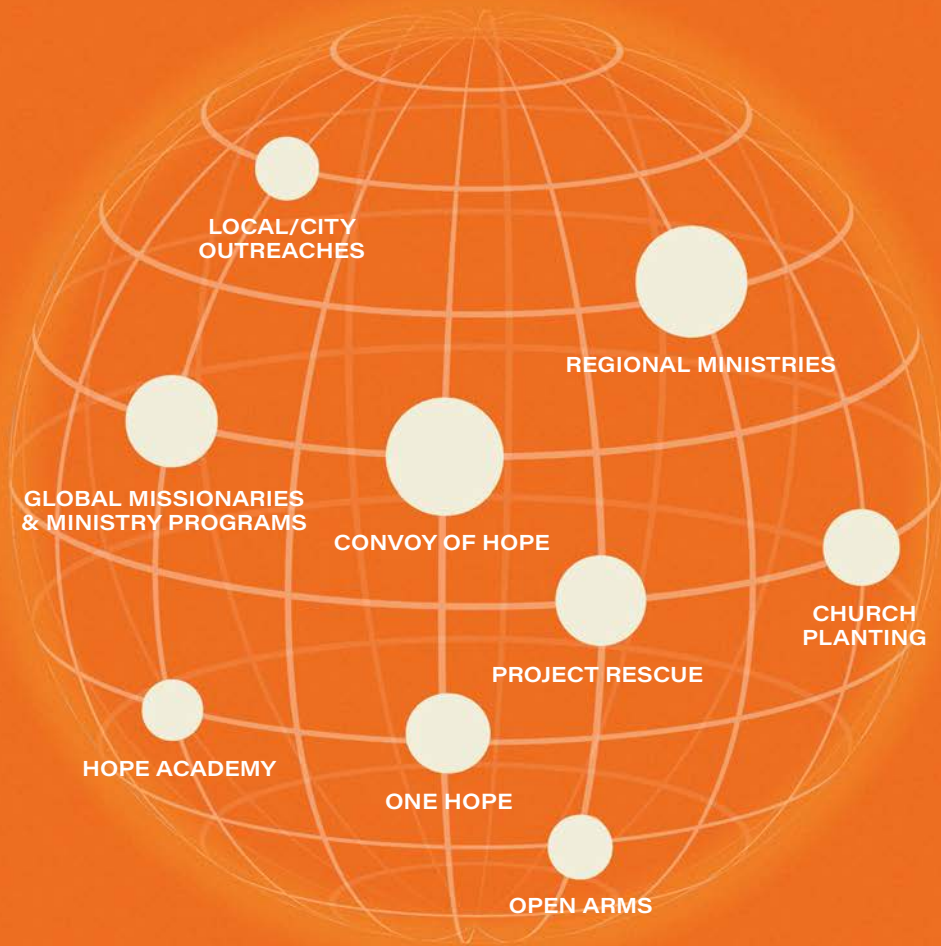 LOCAL/CITY
OUTREACHES
REGIONAL MINISTRIES
GLOBAL MISSIONARIES
& MINISTRY PROGRAMS
CONVOY OF HOPE
CHURCH
PLANTING
PROJECT RESCUE
HOPE ACADEMY
ONE HOPE
OPEN ARMS